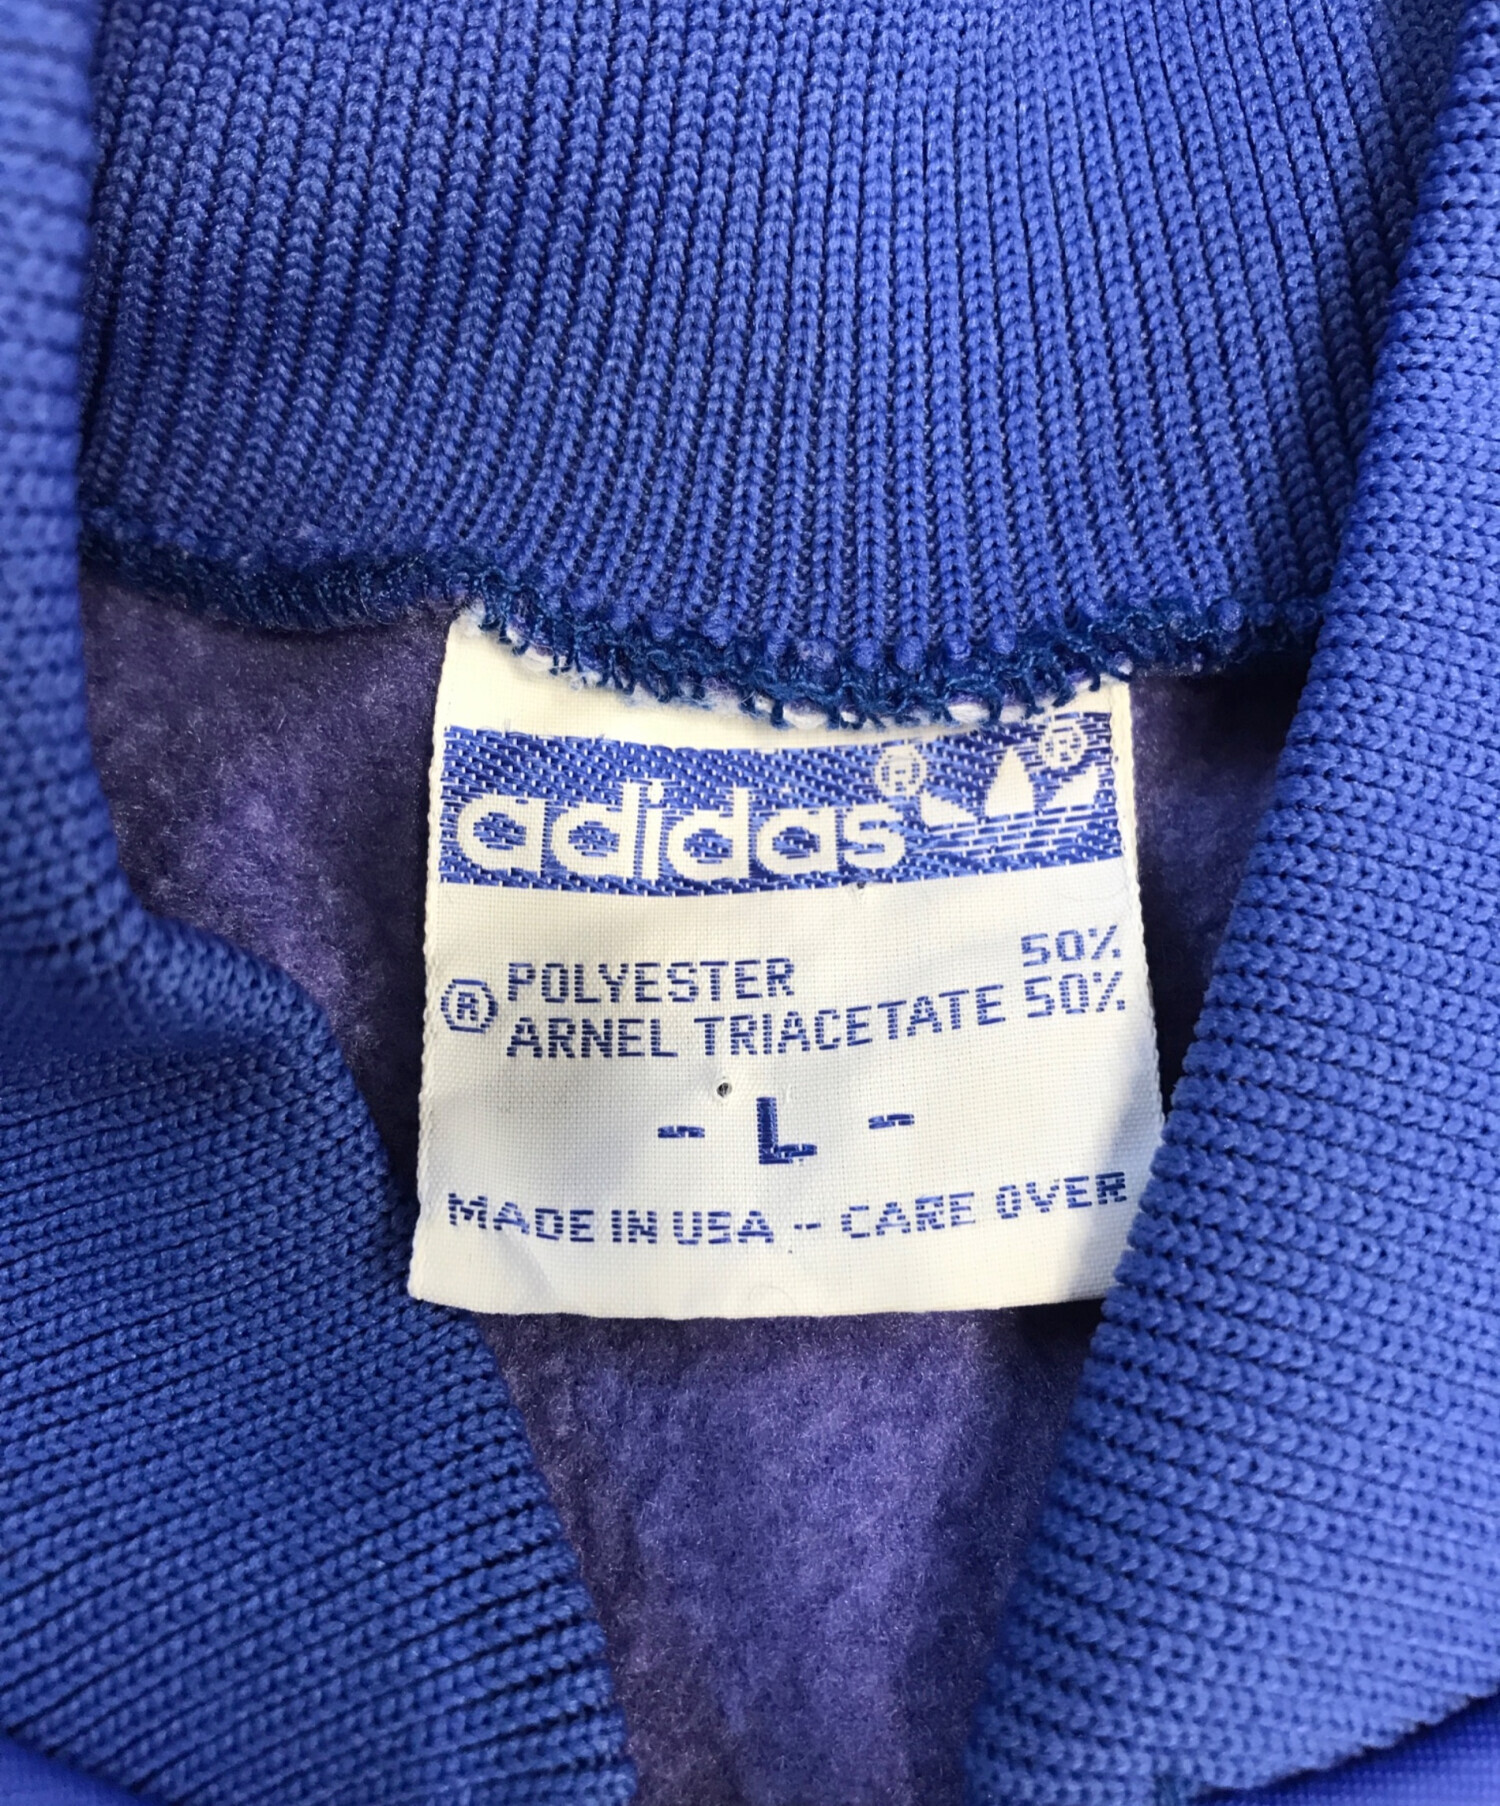 adidas® ®
POLYESTER 50%
® ARNEL TRIACETATE 50%
- L -
MADE IN USA -- CARE OVER